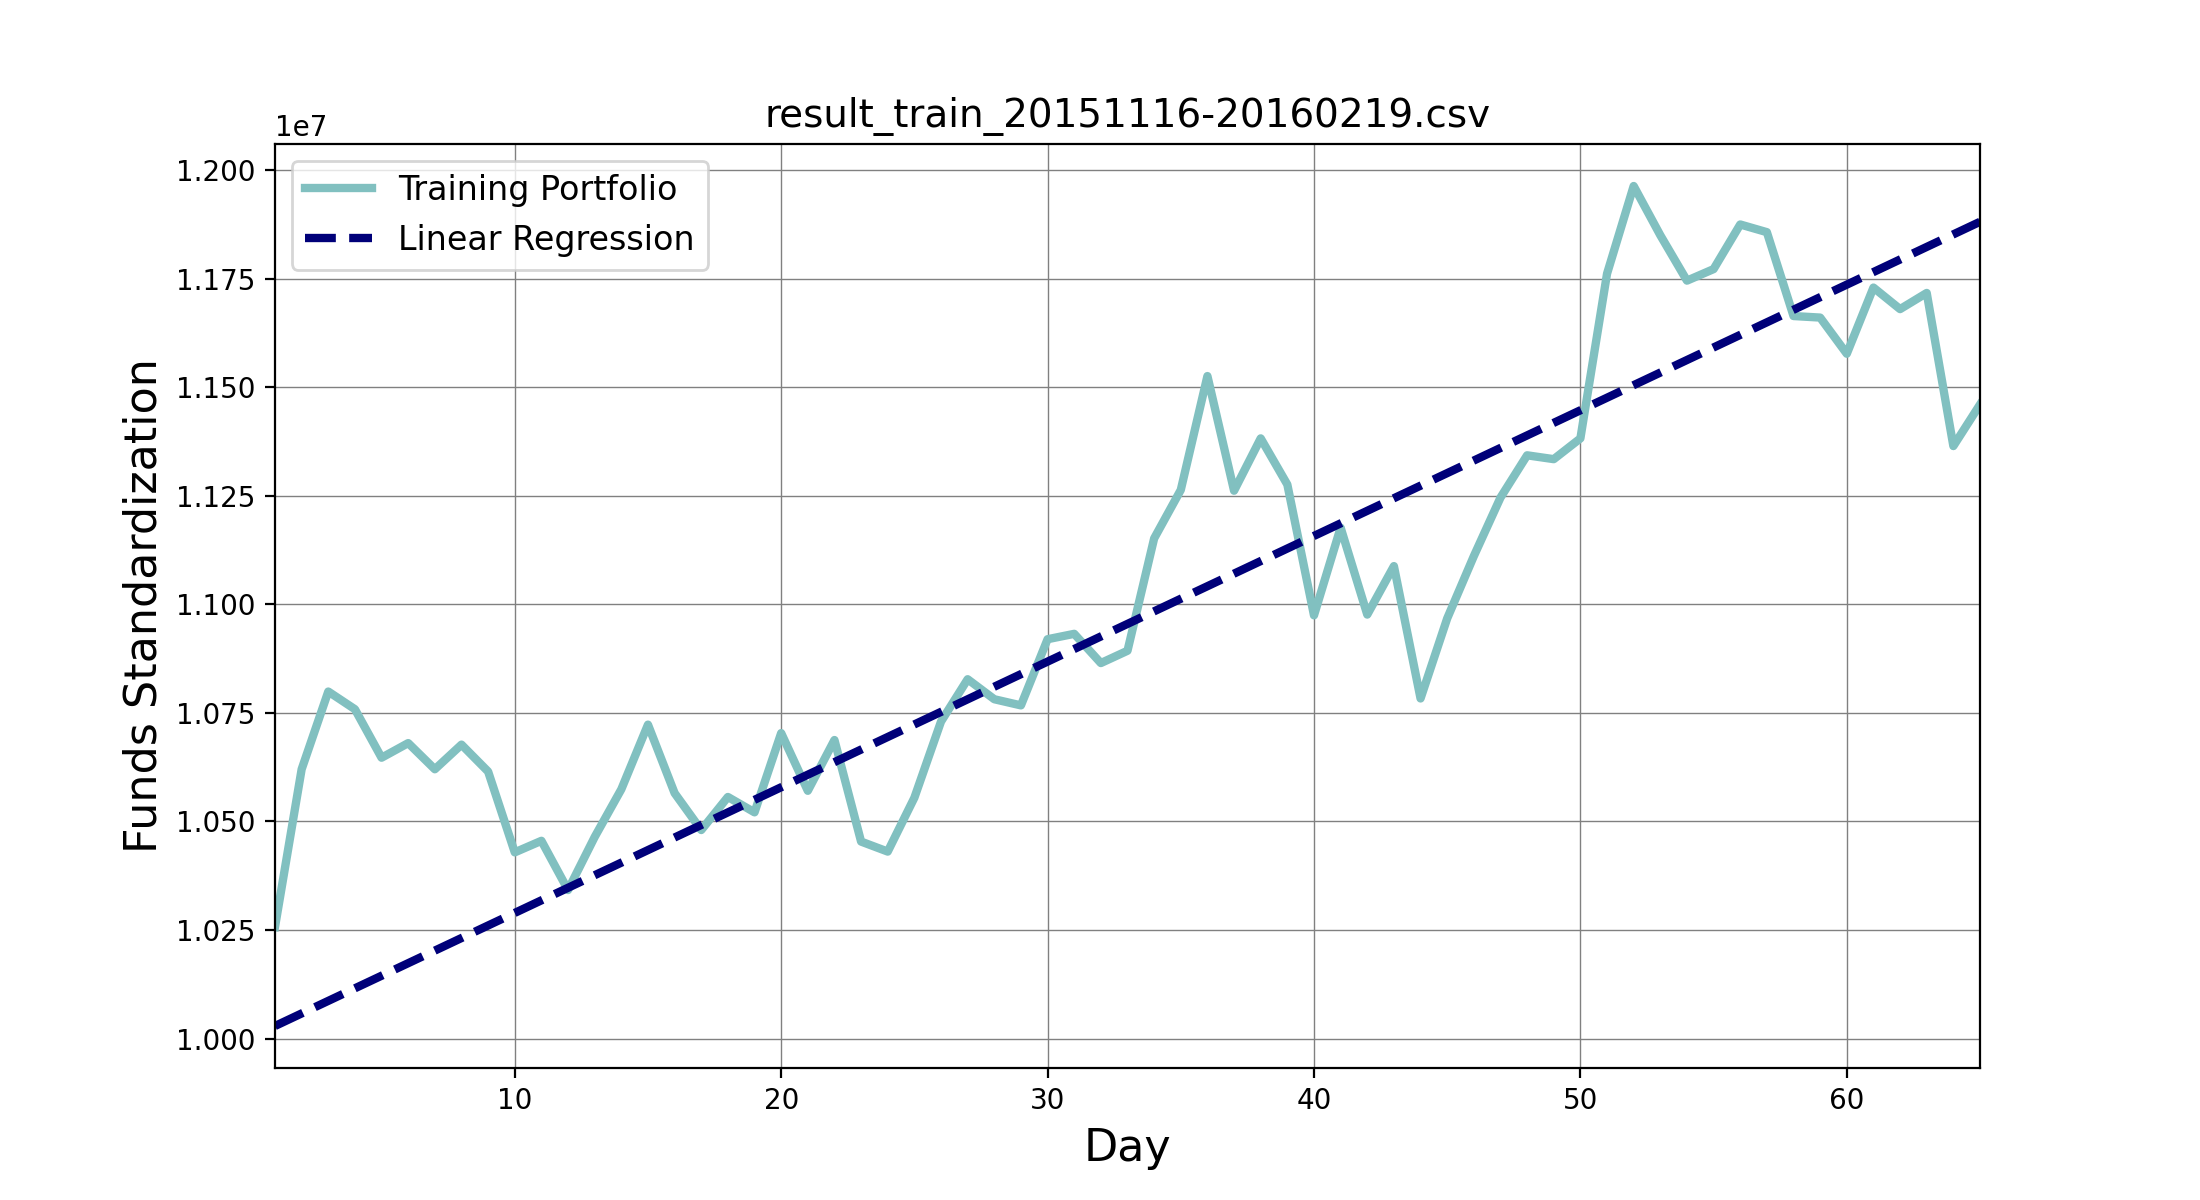 result_train_20151116-20160219.csv
1e7
Training Portfolio
Linear Regression
1.200
1.175
1.150
1.125
1.100
1.075
1.050
1.025
1.000
Funds Standardization
10 20 30 40 50 60
Day